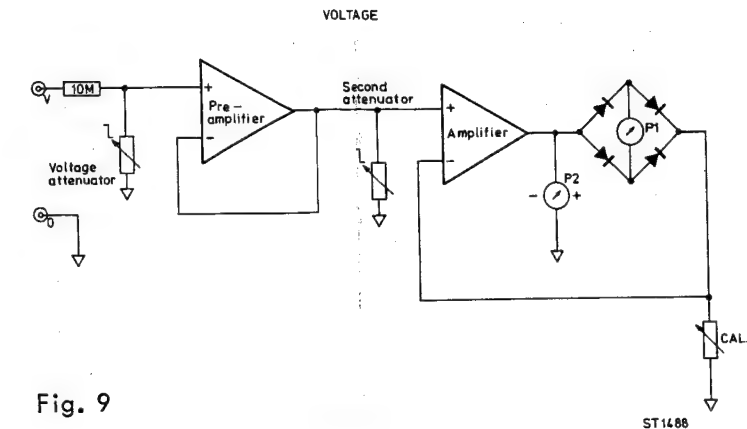 VOLTAGE
V
10M
+
Pre-
amplifier
-
Voltage
attenuator
0
Second
attenuator
+
Amplifier
-
P1
P2
- +
CAL.
Fig. 9
ST1488